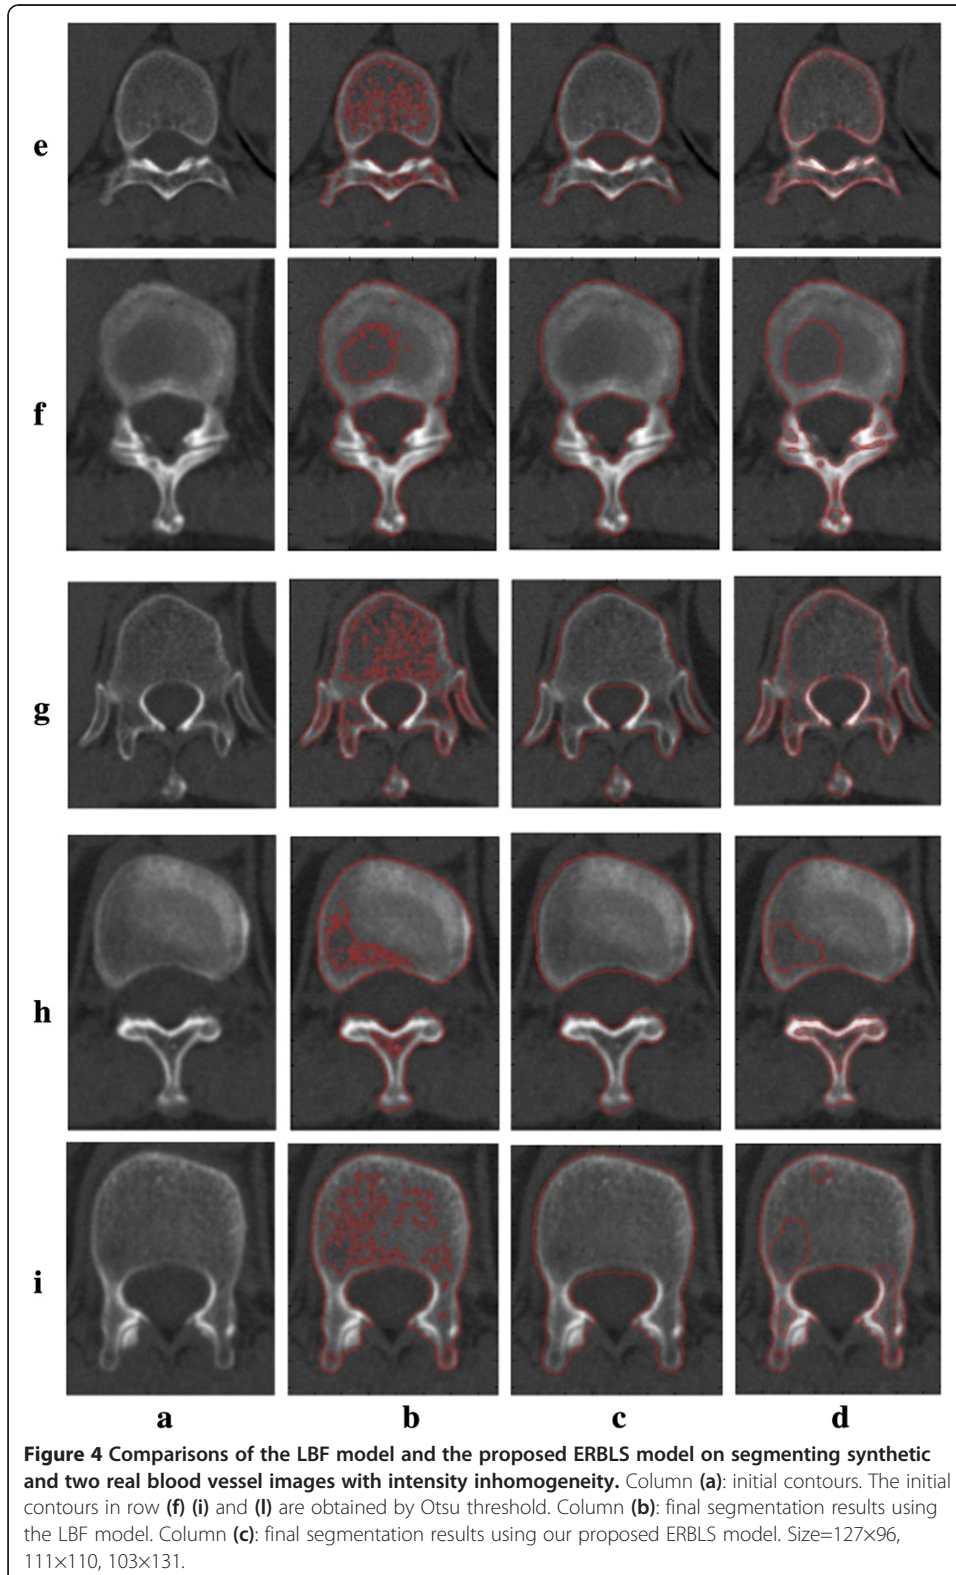 e
f
g
h
i
a b c d
Figure 4 Comparisons of the LBF model and the proposed ERBLS model on segmenting synthetic
and two real blood vessel images with intensity inhomogeneity. Column (a): initial contours. The initial
contours in row (f) (i) and (l) are obtained by Otsu threshold. Column (b): final segmentation results using
the LBF model. Column (c): final segmentation results using our proposed ERBLS model. Size=127×96,
111×110, 103×131.